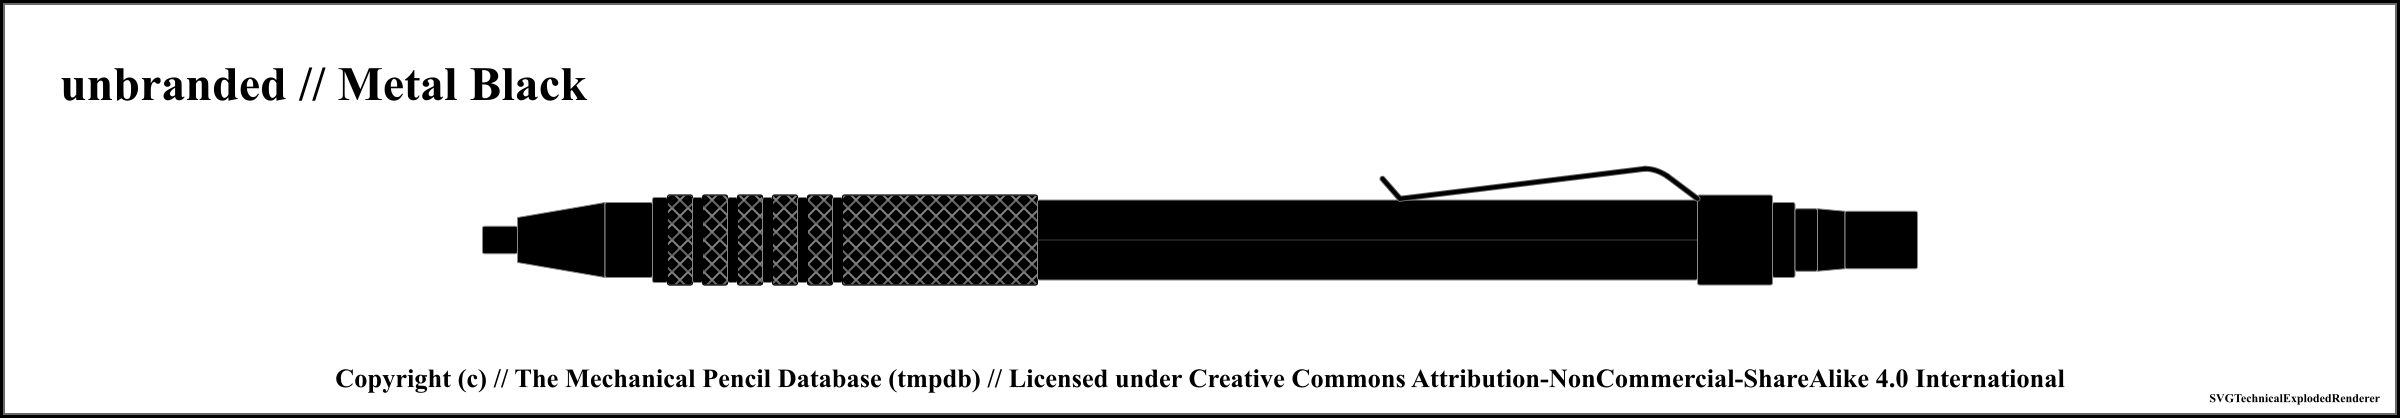 unbranded // Metal Black
Copyright (c) // The Mechanical Pencil Database (tmpdb) // Licensed under Creative Commons Attribution-NonCommercial-ShareAlike 4.0 International
SVGTechnicalExplodedRenderer